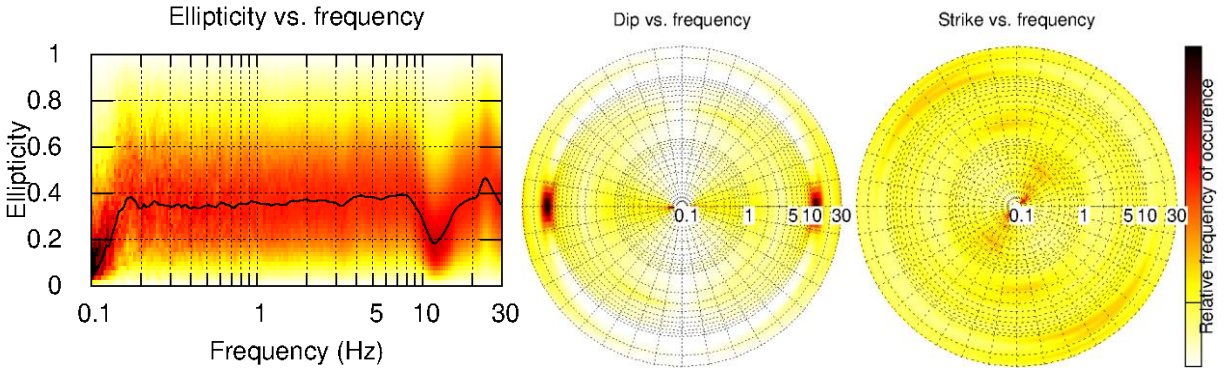 Ellipticity vs. frequency
1
0.8
0.6
0.4
0.2
0
Ellipticity
0.1 1 5 10 30
Frequency (Hz)
Dip vs. frequency
0.1 1 5 10 30
Strike vs. frequency
0.1 1 5 10 30
Relative frequency of occurence